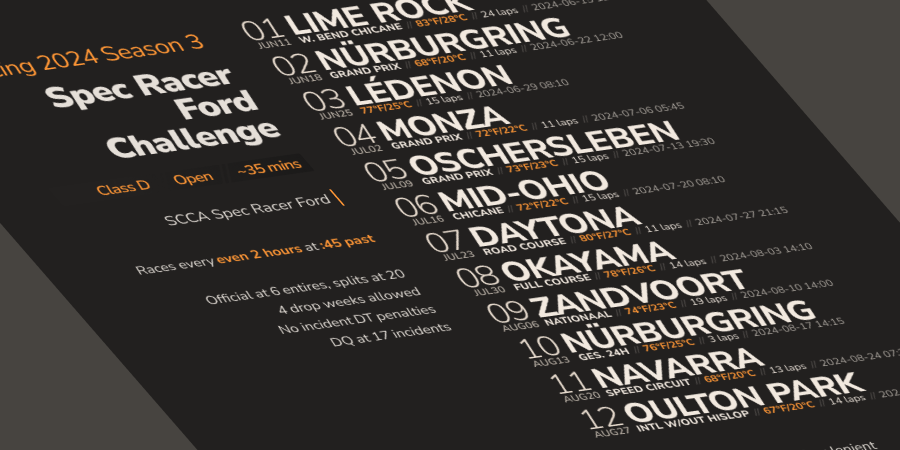 ing 2024 Season 3
Spec Racer
Ford
Challenge
Class D Open ~35 mins
SCCA Spec Racer Ford
Races every even 2 hours at :45 past
Official at 6 entires, splits at 20
4 drop weeks allowed
No incident DT penalties
DQ at 17 incidents
01 LIME ROCK
JUN11 W. BEND CHICANE // 83°F/28°C // 24 laps //
02 NÜRBURGRING
JUN18 GRAND PRIX // 68°F/20°C // 11 laps // 2024-06-22 12:00
03 LÉDENON
JUN25 77°F/25°C // 15 laps // 2024-06-29 08:10
04 MONZA
JUL02 GRAND PRIX // 72°F/22°C // 11 laps // 2024-07-06 05:45
05 OSCHERSLEBEN
JUL09 GRAND PRIX // 73°F/23°C // 15 laps // 2024-07-13 19:30
06 MID-OHIO
JUL16 CHICANE // 72°F/22°C // 15 laps // 2024-07-20 08:10
07 DAYTONA
JUL23 ROAD COURSE // 80°F/27°C // 11 laps // 2024-07-27 21:15
08 OKAYAMA
JUL30 FULL COURSE // 78°F/26°C // 14 laps // 2024-08-03 14:10
09 ZANDVOORT
AUG06 NATIONAAL // 74°F/23°C // 19 laps // 2024-08-10 14:00
10 NÜRBURGRING
AUG13 GES. 24H // 76°F/25°C // 3 laps // 2024-08-17 14:15
11 NAVARRA
AUG20 SPEED CIRCUIT // 68°F/20°C // 13 laps // 2024-08-24 07:
12 OULTON PARK
AUG27 INTL W/OUT HISLOP // 67°F/20°C // 14 laps // 202